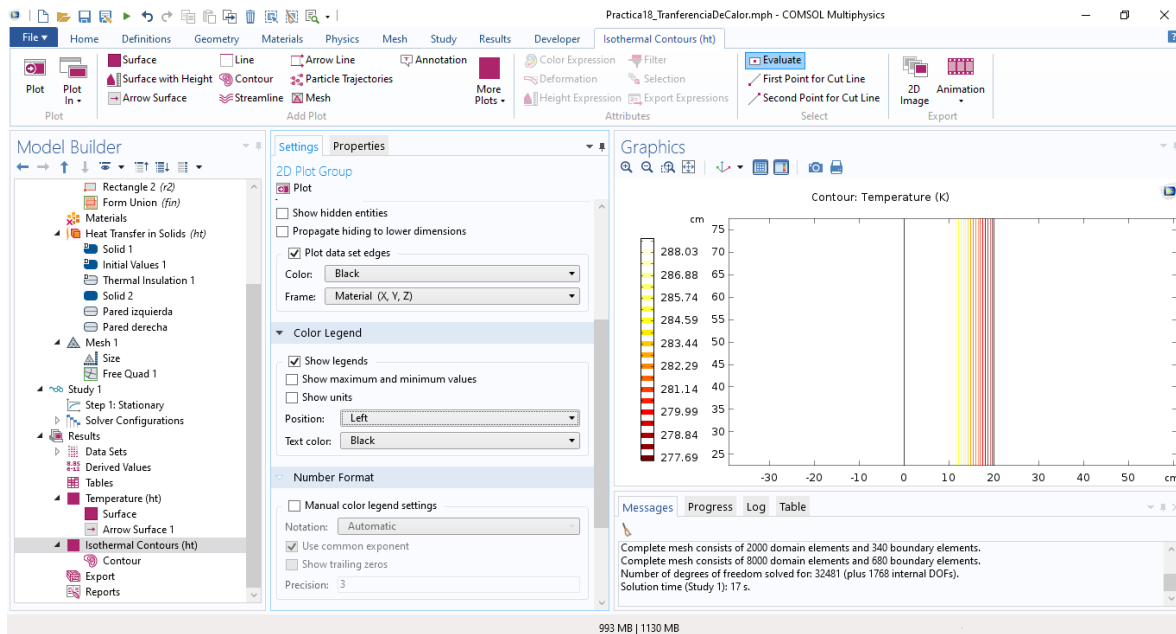 Practica18_TranferenciaDeCalor.mph - COMSOL Multiphysics
File Home Definitions Geometry Materials Physics Mesh Study Results Developer Isothermal Contours (ht)
Plot
Plot In
Plot
Surface Line Arrow Line Annotation
Surface with Height Contour Particle Trajectories
Arrow Surface Streamline Mesh
More Plots
Add Plot
Color Expression Filter
Deformation Selection
Height Expression Export Expressions
Attributes
Evaluate
First Point for Cut Line
Second Point for Cut Line
Select
2D Image
Animation
Export
Model Builder
Rectangle 2 (r2)
Form Union (fin)
Materials
Heat Transfer in Solids (ht)
Solid 1
Initial Values 1
Thermal Insulation 1
Solid 2
Pared izquierda
Pared derecha
Mesh 1
Size
Free Quad 1
Study 1
Step 1: Stationary
Solver Configurations
Results
Data Sets
8.85
e-12
Derived Values
Tables
Temperature (ht)
Surface
Arrow Surface 1
Isothermal Contours (ht)
Contour
Export
Reports
Settings Properties
2D Plot Group
Plot
Show hidden entities
Propagate hiding to lower dimensions
Plot data set edges
Color: Black
Frame: Material (X, Y, Z)
Color Legend
Show legends
Show maximum and minimum values
Show units
Position: Left
Text color: Black
Number Format
Manual color legend settings
Notation: Automatic
Use common exponent
Show trailing zeros
Precision: 3
Graphics
Contour: Temperature (K)
cm
288.03
286.88
285.74
284.59
283.44
282.29
281.14
279.99
278.84
277.69
75
70
65
60
55
50
45
40
35
30
25
-30 -20 -10 0 10 20 30 40 50 cm
Messages Progress Log Table
Complete mesh consists of 2000 domain elements and 340 boundary elements.
Complete mesh consists of 8000 domain elements and 680 boundary elements.
Number of degrees of freedom solved for: 32481 (plus 1768 internal DOFs).
Solution time (Study 1): 17 s.
993 MB | 1130 MB